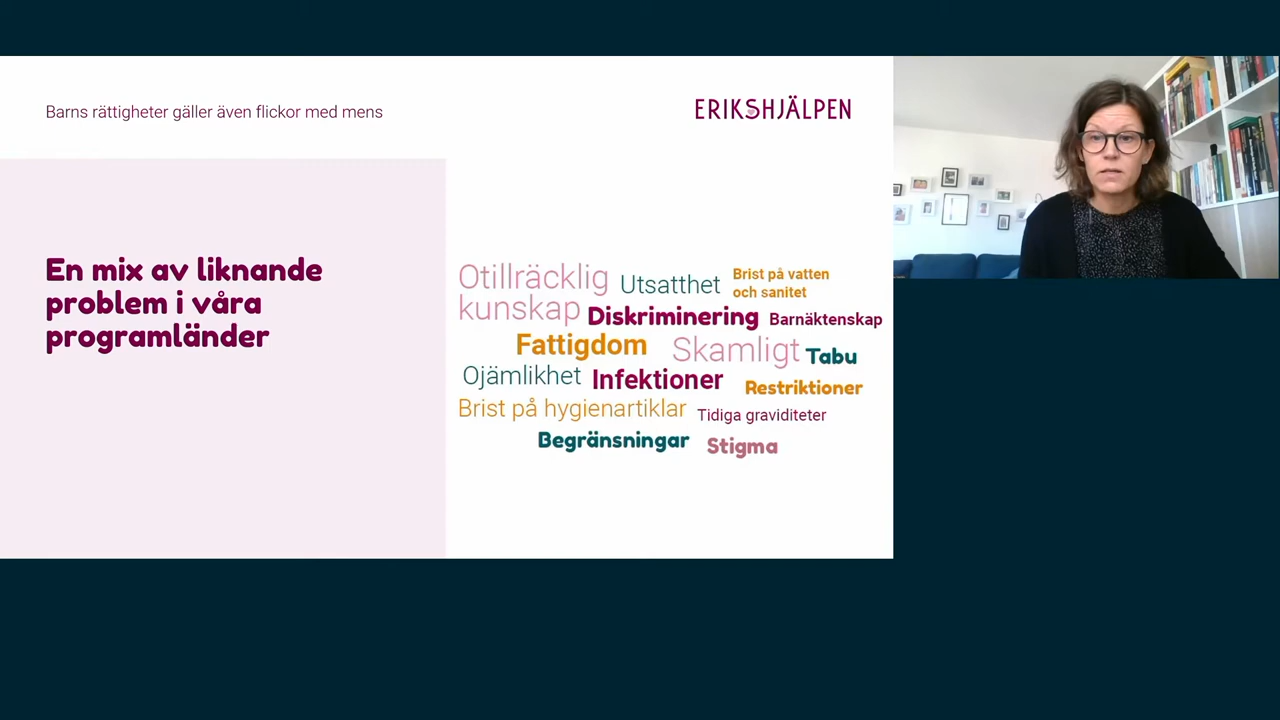 Barns rättigheter gäller även flickor med mens
ERIKSHJÄLPEN
En mix av liknande
problem i våra
programländer
Otillräcklig
kunskap
Utsatthet
Brist på vatten
och sanitet
Diskriminering
Barnäktenskap
Fattigdom
Skamligt
Tabu
Ojämlikhet
Infektioner
Restriktioner
Brist på hygienartiklar
Tidiga graviditeter
Begränsningar
Stigma